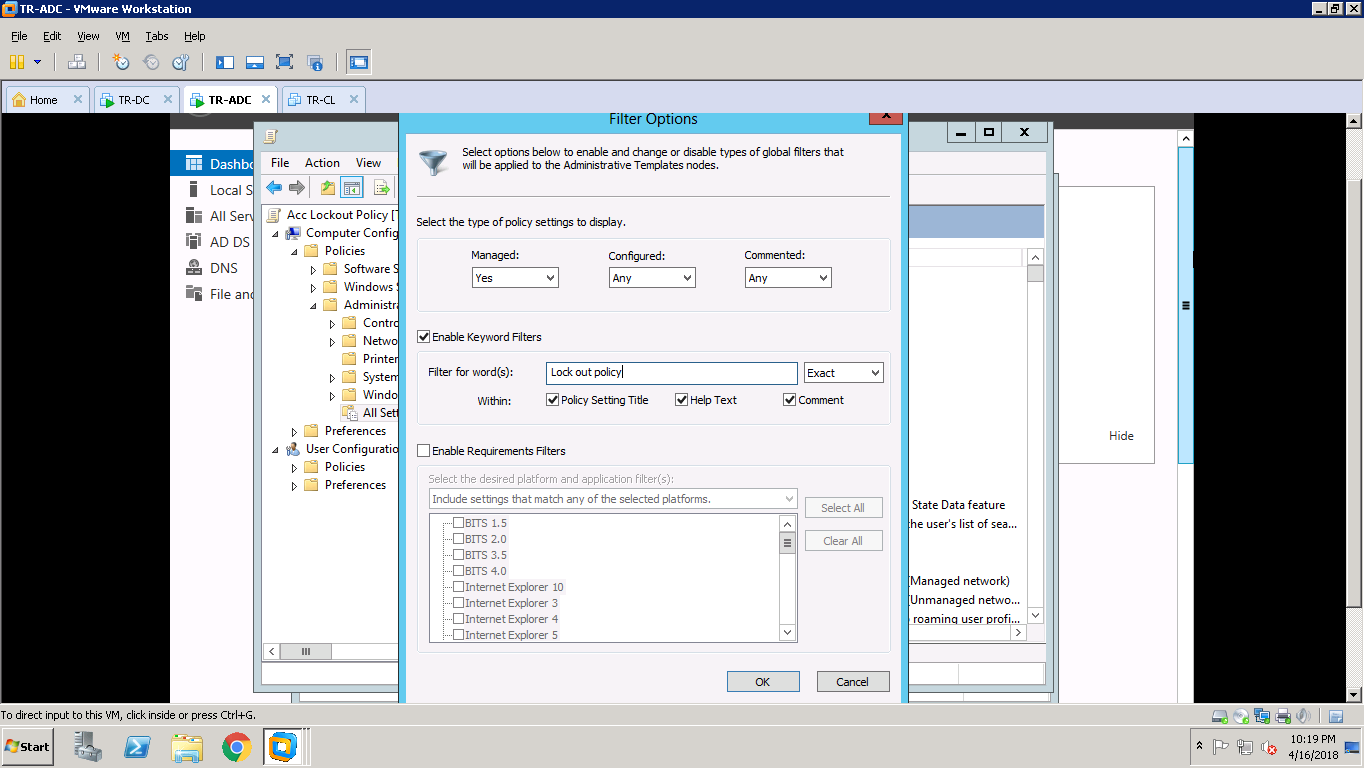 TR-ADC - VMware Workstation
File Edit View VM Tabs Help
Home TR-DC TR-ADC TR-CL
Filter Options
Select options below to enable and change or disable types of global filters that
will be applied to the Administrative Templates nodes.
Select the type of policy settings to display.
Managed: Configured: Commented:
Yes Any Any
Enable Keyword Filters
Filter for word(s): Lock out policy Exact
Within: Policy Setting Title Help Text Comment
Enable Requirements Filters
Select the desired platform and application filter(s):
Include settings that match any of the selected platforms.
Select All
Clear All
BITS 1.5
BITS 2.0
BITS 3.5
BITS 4.0
Internet Explorer 10
Internet Explorer 3
Internet Explorer 4
Internet Explorer 5
OK Cancel
Dashbo
Local S
All Serv
AD DS
DNS
File and
File Action View
Acc Lockout Policy [T
Computer Config
Policies
Software S
Windows S
Administra
Contro
Netwo
Printer
System
Windo
All Sett
Preferences
User Configuratio
Policies
Preferences
Hide
State Data feature
the user's list of sea...
(Managed network)
(Unmanaged netwo...
roaming user profi...
To direct input to this VM, click inside or press Ctrl+G.
Start
10:19 PM
4/16/2018